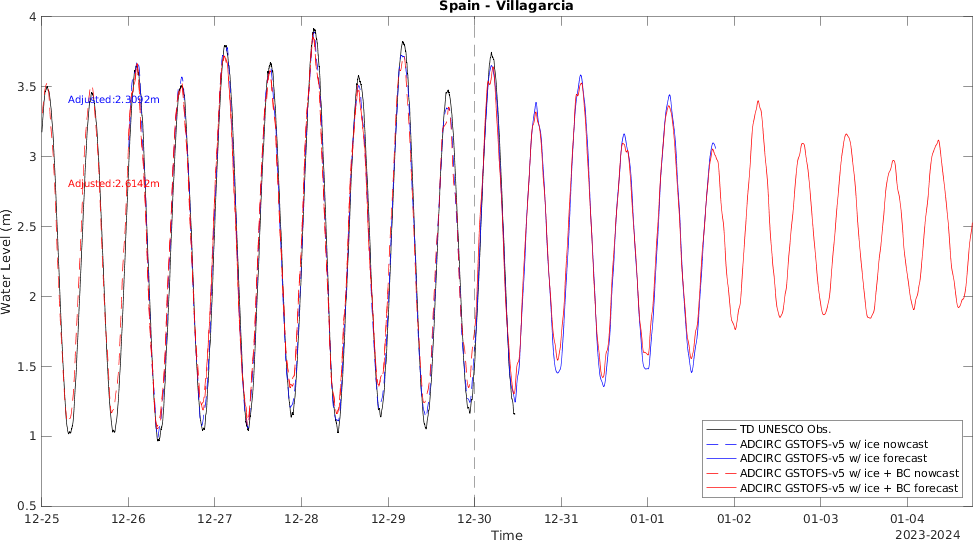 Spain - Villagarcia
4
3.5
3
2.5
2
1.5
1
0.5
Water Level (m)
Adjusted:2.3092m
Adjusted:2.6142m
TD UNESCO Obs.
ADCIRC GSTOFS-v5 w/ ice nowcast
ADCIRC GSTOFS-v5 w/ ice forecast
ADCIRC GSTOFS-v5 w/ ice + BC nowcast
ADCIRC GSTOFS-v5 w/ ice + BC forecast
12-25 12-26 12-27 12-28 12-29 12-30 12-31 01-01 01-02 01-03 01-04
Time
2023-2024